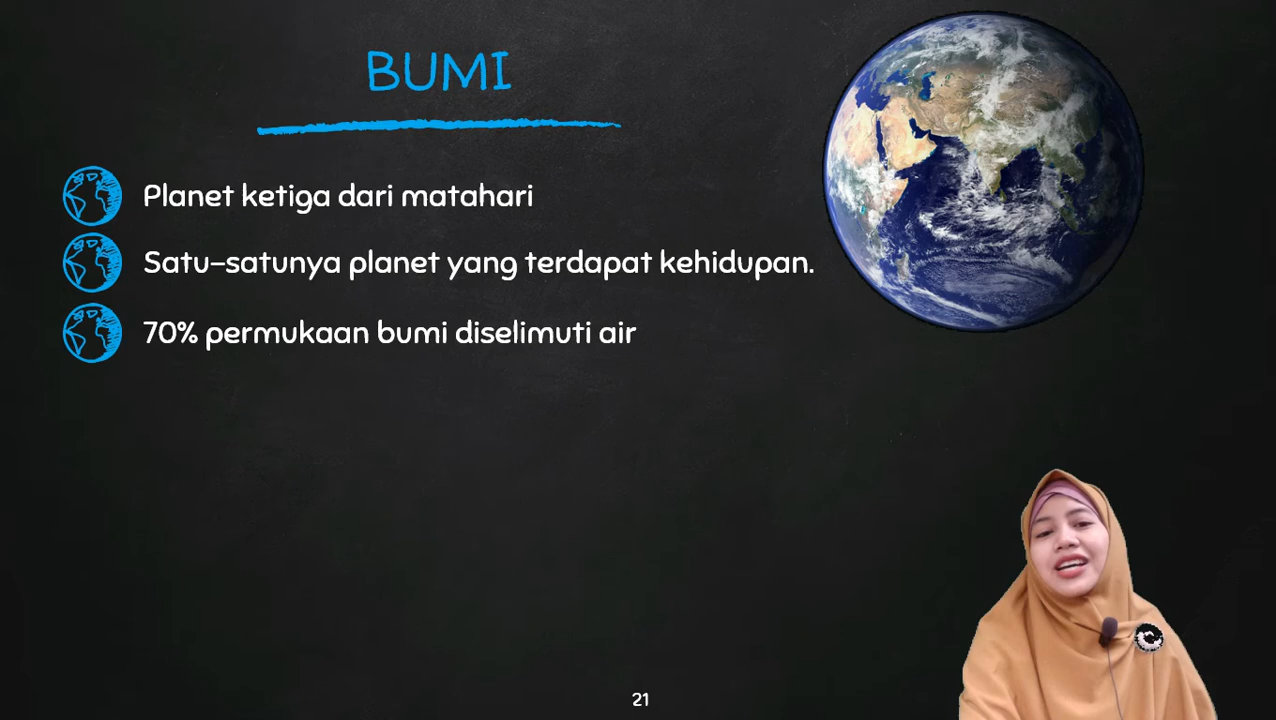 BUMI
Planet ketiga dari matahari
Satu-satunya planet yang terdapat kehidupan.
70% permukaan bumi diselimuti air
21